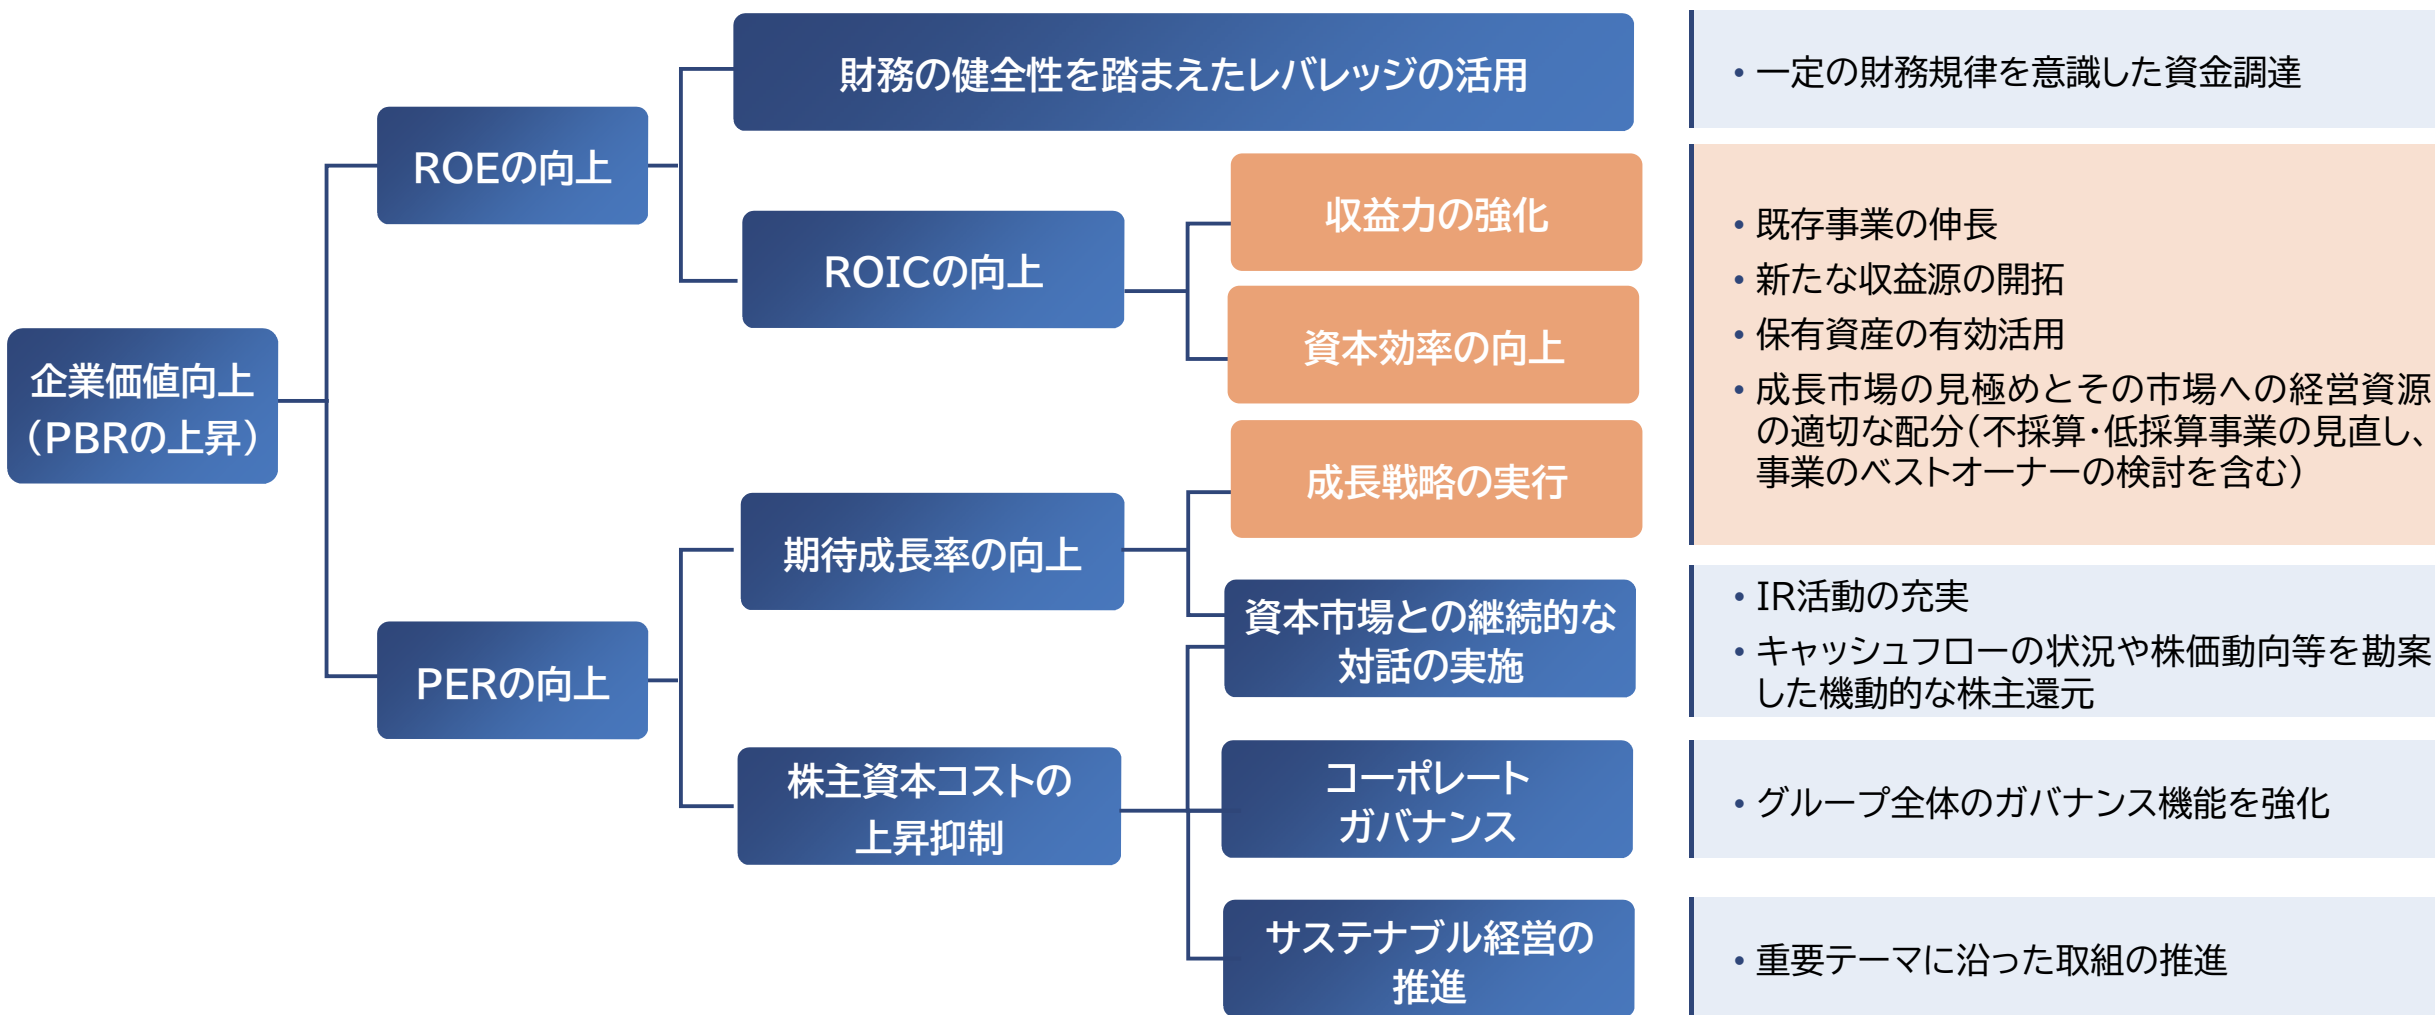 企業価値向上
（PBRの上昇）
ROEの向上
PERの向上
財務の健全性を踏まえたレバレッジの活用
ROICの向上
期待成長率の向上
株主資本コストの
上昇抑制
収益力の強化
資本効率の向上
成長戦略の実行
資本市場との継続的な
対話の実施
コーポレート
ガバナンス
サステナブル経営の
推進
・一定の財務規律を意識した資金調達
・既存事業の伸長
・新たな収益源の開拓
・保有資産の有効活用
・成長市場の見極めとその市場への経営資源
の適切な配分（不採算・低採算事業の見直し、
事業のベストオーナーの検討を含む）
・IR活動の充実
・キャッシュフローの状況や株価動向等を勘案
した機動的な株主還元
・グループ全体のガバナンス機能を強化
・重要テーマに沿った取組の推進